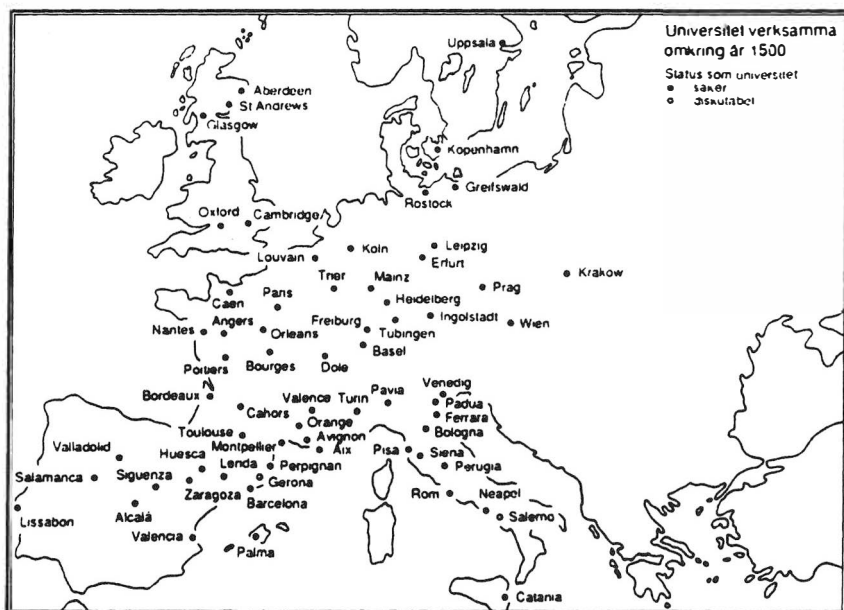 Universitet verksamma
omkring år 1500
Status som universitet
säker
diskutabel
Uppsala
Aberdeen
St Andrews
Glasgow
Köpenhamn
Greifswald
Rostock
Oxford
Cambridge
Louvain
Köln
Leipzig
Erfurt
Trier
Mainz
Prag
Krakow
Caen
Paris
Heidelberg
Nantes
Angers
Orleans
Freiburg
Tübingen
Ingolstadt
Wien
Basel
Poitiers
Bourges
Dole
Bordeaux
Cahors
Valence
Turin
Pavia
Venedig
Padua
Ferrara
Orange
Bologna
Toulouse
Avignon
Montpellier
Aix
Pisa
Siena
Perugia
Valladolid
Huesca
Perpignan
Salamanca
Siguenza
Lerida
Gerona
Zaragoza
Barcelona
Rom
Neapel
Salerno
Lissabon
Alcalá
Valencia
Palma
Catania